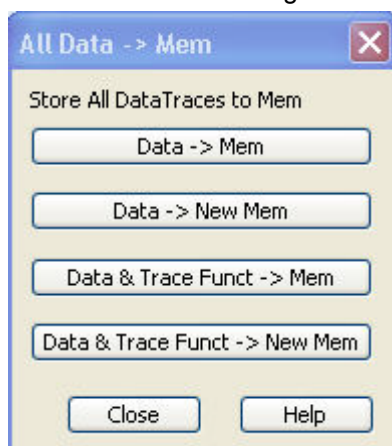 All Data -> Mem
Store All DataTraces to Mem
Data -> Mem
Data -> New Mem
Data & Trace Funct -> Mem
Data & Trace Funct -> New Mem
Close Help